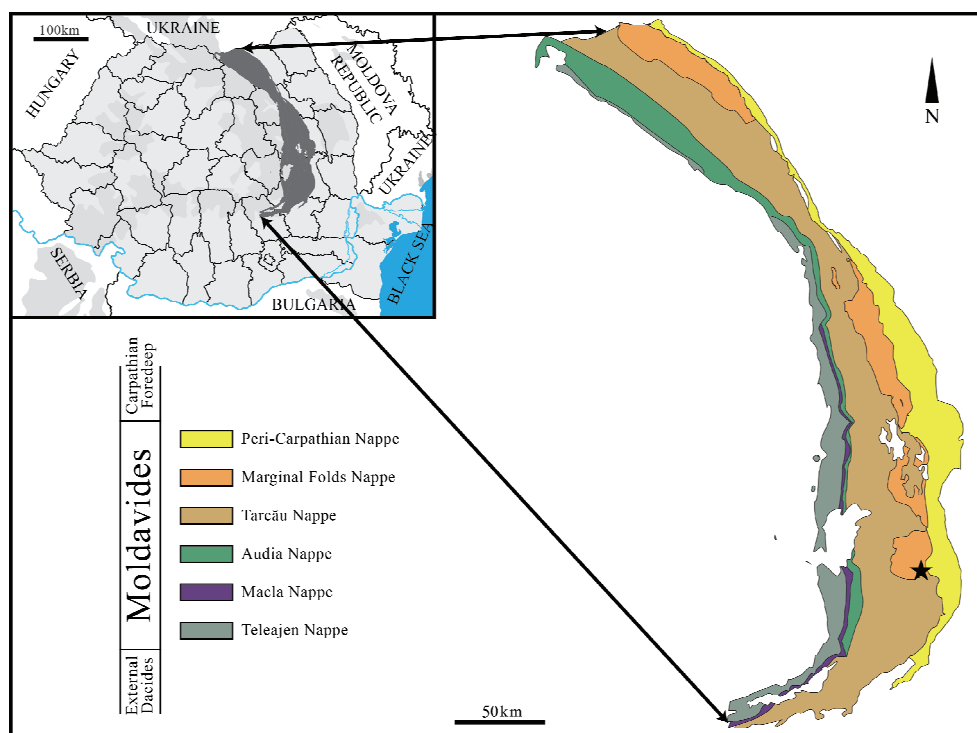 100km
UKRAINE
HUNGARY
MOLDOVA
REPUBLIC
UKRAINE
BLACK SEA
SERBIA
BULGARIA
N
Carpathian
Foredeep
Moldavides
External
Dacides
Peri-Carpathian Nappe
Marginal Folds Nappe
Tarcău Nappe
Audia Nappe
Macla Nappe
Teleajen Nappe
50km